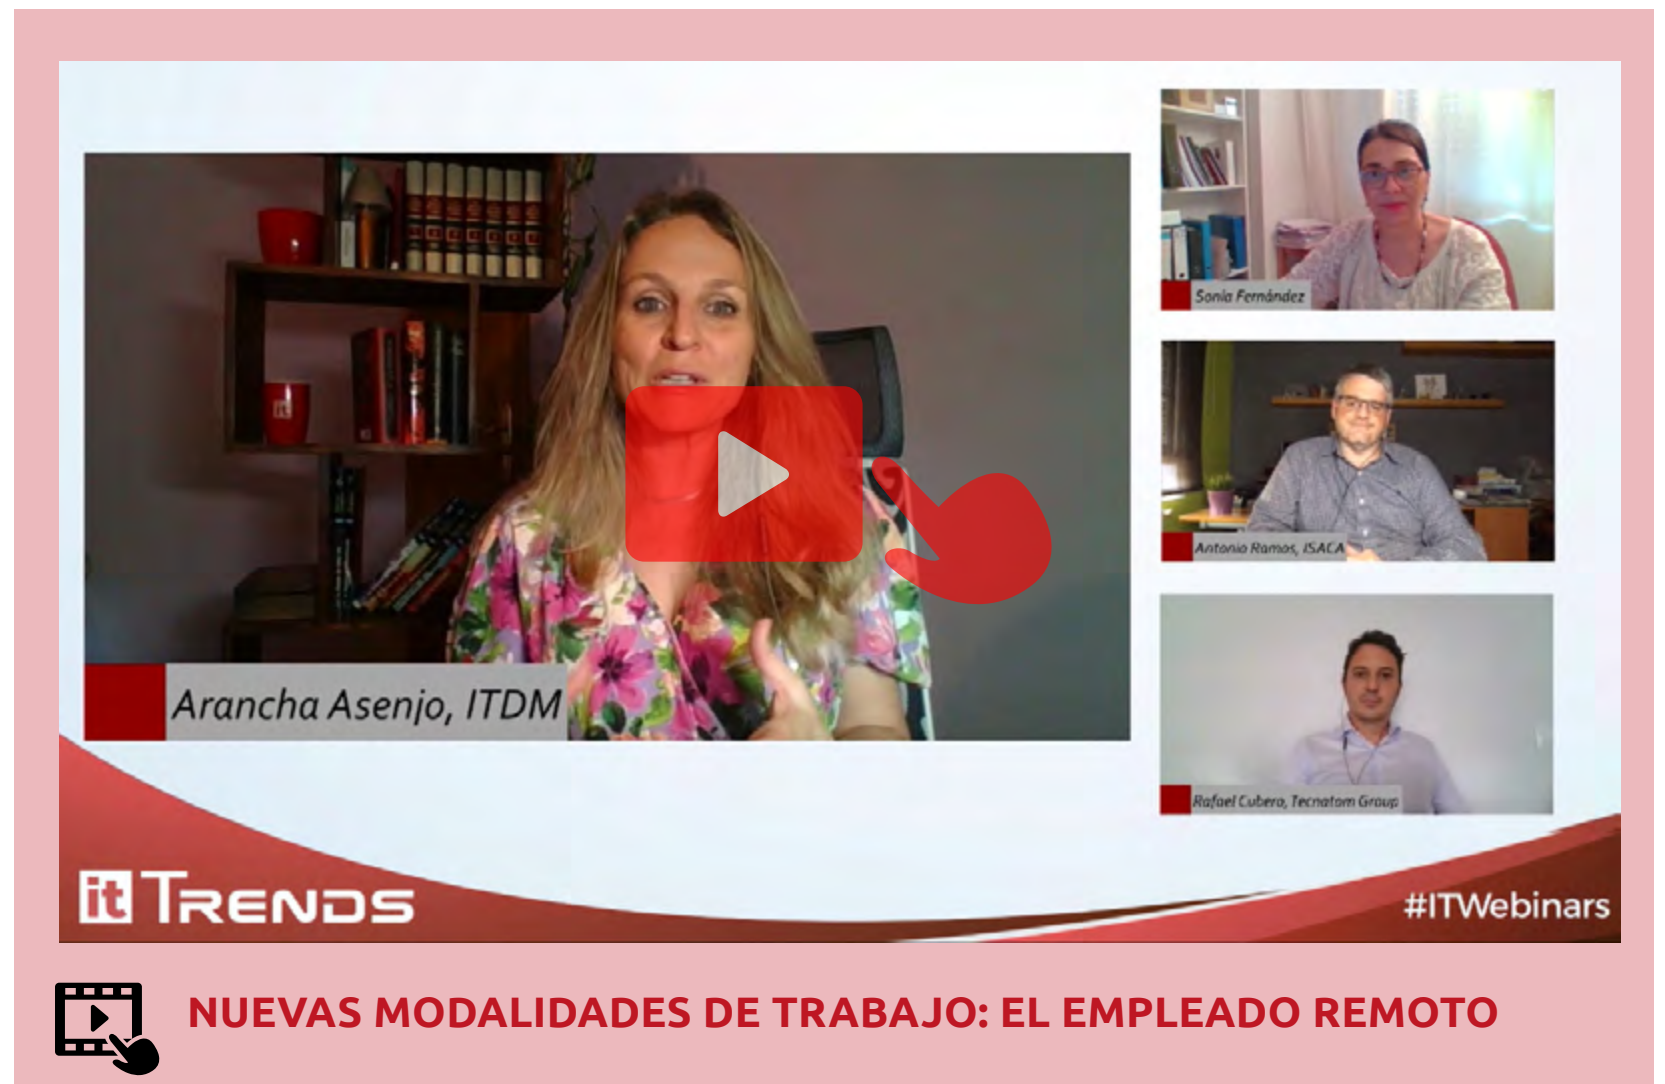 Sonia Fernández
Antonio Ramos, ISACA
Rafael Cubero, Tecnatom Group
it
Arancha Asenjo, ITDM
it TRENDS
#ITWebinars
NUEVAS MODALIDADES DE TRABAJO: EL EMPLEADO REMOTO